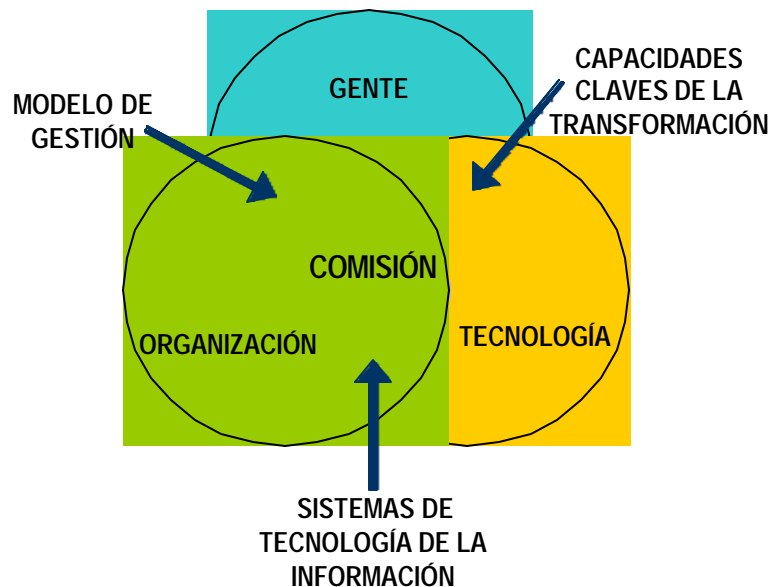 GENTE
CAPACIDADES
CLAVES DE LA
TRANSFORMACIÓN
MODELO DE
GESTIÓN
COMISIÓN
ORGANIZACIÓN
TECNOLOGÍA
SISTEMAS DE
TECNOLOGÍA DE LA
INFORMACIÓN